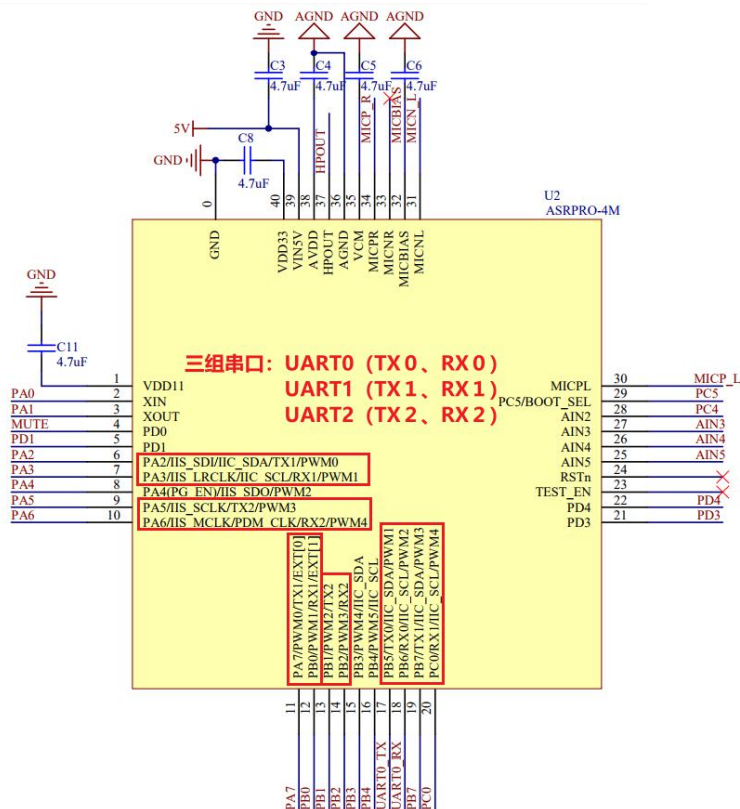 GND
AGND
AGND
AGND
C3
4.7uF
C4
4.7uF
C5
4.7uF
C6
4.7uF
5V
GND
C8
4.7uF
HPOUT
MICP_R
MICBIAS
MICN_L
0
40
39
38
37
36
35
34
33
32
31
U2
ASRPRO-4M
GND
VDD33
VIN5V
AVDD
HPOUT
AGND
VCM
MICPR
MICNR
MICBIAS
MICNL
GND
C11
4.7uF
三组串口：UART0（TX0、RX0）
UART1（TX1、RX1）
UART2（TX2、RX2）
1 VDD11
PA0 2 XIN
PA1 3 XOUT
MUTE 4 PD0
PD1 5 PD1
PA2 6 PA2/IIS_SDI/IIC_SDA/TX1/PWM0
PA3 7 PA3/IIS_LRCLK/IIC_SCL/RX1/PWM1
PA4 8 PA4(PG_EN)/IIS_SDO/PWM2
PA5 9 PA5/IIS_SCLK/TX2/PWM3
PA6 10 PA6/IIS_MCLK/PDM_CLK/RX2/PWM4
MICPL 30 MICP_L
PC5/BOOT_SEL 29 PC5
AIN2 28 PC4
AIN3 27 AIN3
AIN4 26 AIN4
AIN5 25 AIN5
RSTn 24
TEST_EN 23
PD4 22 PD4
PD3 21 PD3
PA7/PWM0/TX1/EXT[0]
PB0/PWM1/RX1/EXT[1]
PB1/PWM2/TX2
PB2/PWM3/RX2
PB3/PWM4/IIC_SDA
PB4/PWM5/IIC_SCL
PB5/TX0/IIC_SDA/PWM1
PB6/RX0/IIC_SCL/PWM2
PB7/TX1/IIC_SDA/PWM3
PC0/RX1/IIC_SCL/PWM4
11
12
13
14
15
16
17
18
19
20
PA7
PB0
PB1
PB2
PB3
PB4
UART0_TX
UART0_RX
PB7
PC0